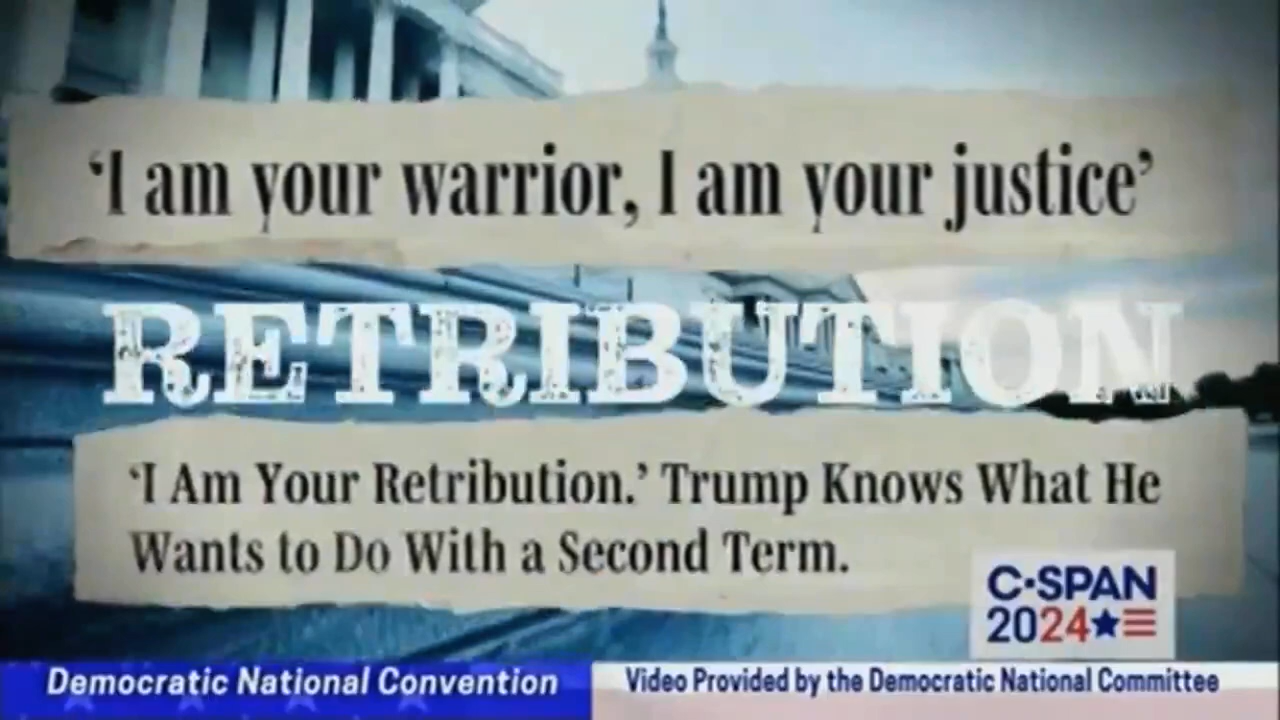 ‘I am your warrior, I am your justice’
RETRIBUTION
‘I Am Your Retribution.’ Trump Knows What He
Wants to Do With a Second Term.
C·SPAN
2024
Democratic National Convention
Video Provided by the Democratic National Committee